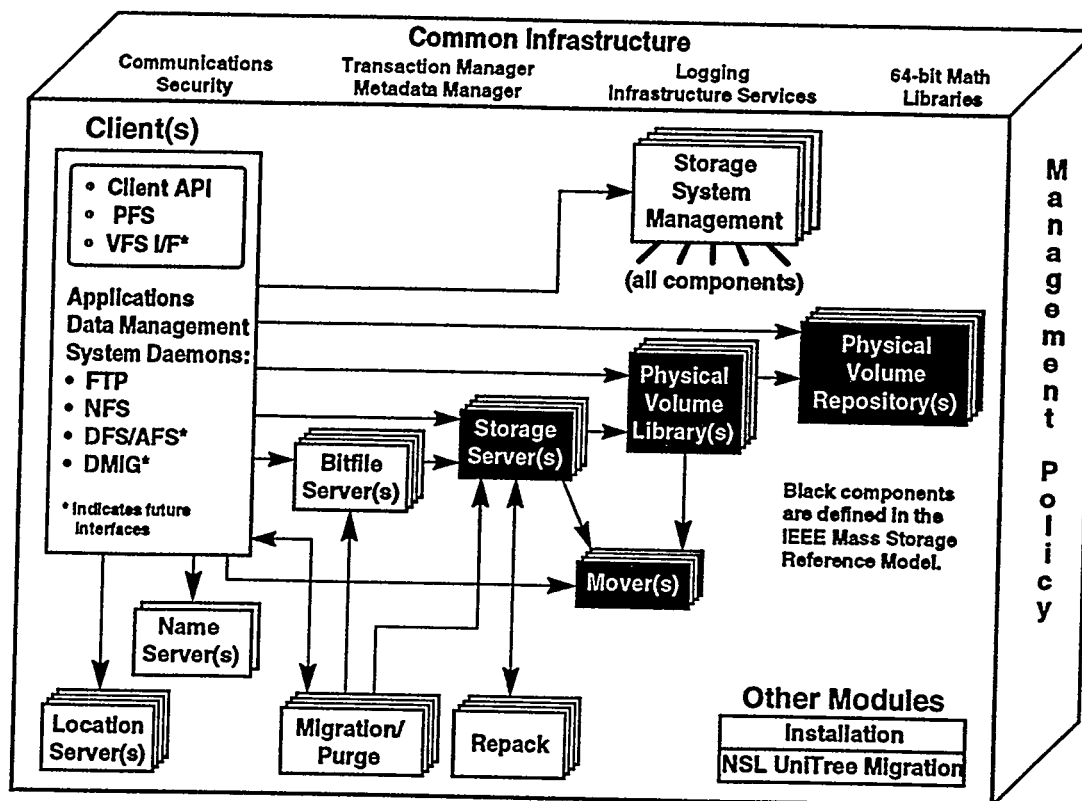 Common Infrastructure
Communications
Security
Transaction Manager
Metadata Manager
Logging
Infrastructure Services
64-bit Math
Libraries
Client(s)
Client API
PFS
VFS I/F*
Applications
Data Management
System Daemons:
• FTP
• NFS
• DFS/AFS*
• DMIG*
* Indicates future
Interfaces
Storage
System
Management
(all components)
Physical
Volume
Repository(s)
Physical
Volume
Library(s)
Storage
Server(s)
Bitfile
Server(s)
Mover(s)
Black components
are defined in the
IEEE Mass Storage
Reference Model.
Name
Server(s)
Location
Server(s)
Migration/
Purge
Repack
Other Modules
Installation
NSL UniTree Migration
Management Policy